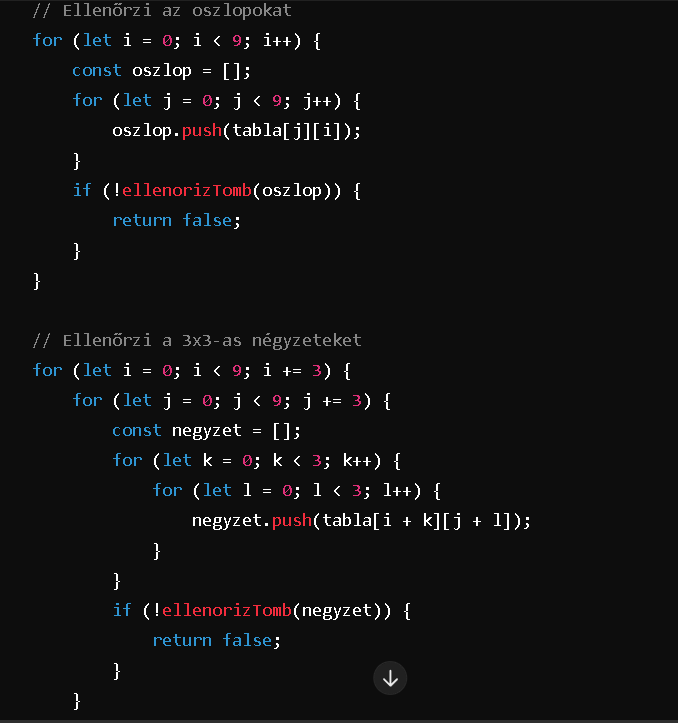 // Ellenőrzi az oszlopokat
for (let i = 0; i < 9; i++) {
    const oszlop = [];
    for (let j = 0; j < 9; j++) {
        oszlop.push(tabla[j][i]);
    }
    if (!ellenorizTomb(oszlop)) {
        return false;
    }
}

// Ellenőrzi a 3x3-as négyzeteket
for (let i = 0; i < 9; i += 3) {
    for (let j = 0; j < 9; j += 3) {
        const negyzet = [];
        for (let k = 0; k < 3; k++) {
            for (let l = 0; l < 3; l++) {
                negyzet.push(tabla[i + k][j + l]);
            }
        }
        if (!ellenorizTomb(negyzet)) {
            return false;
        }
    }